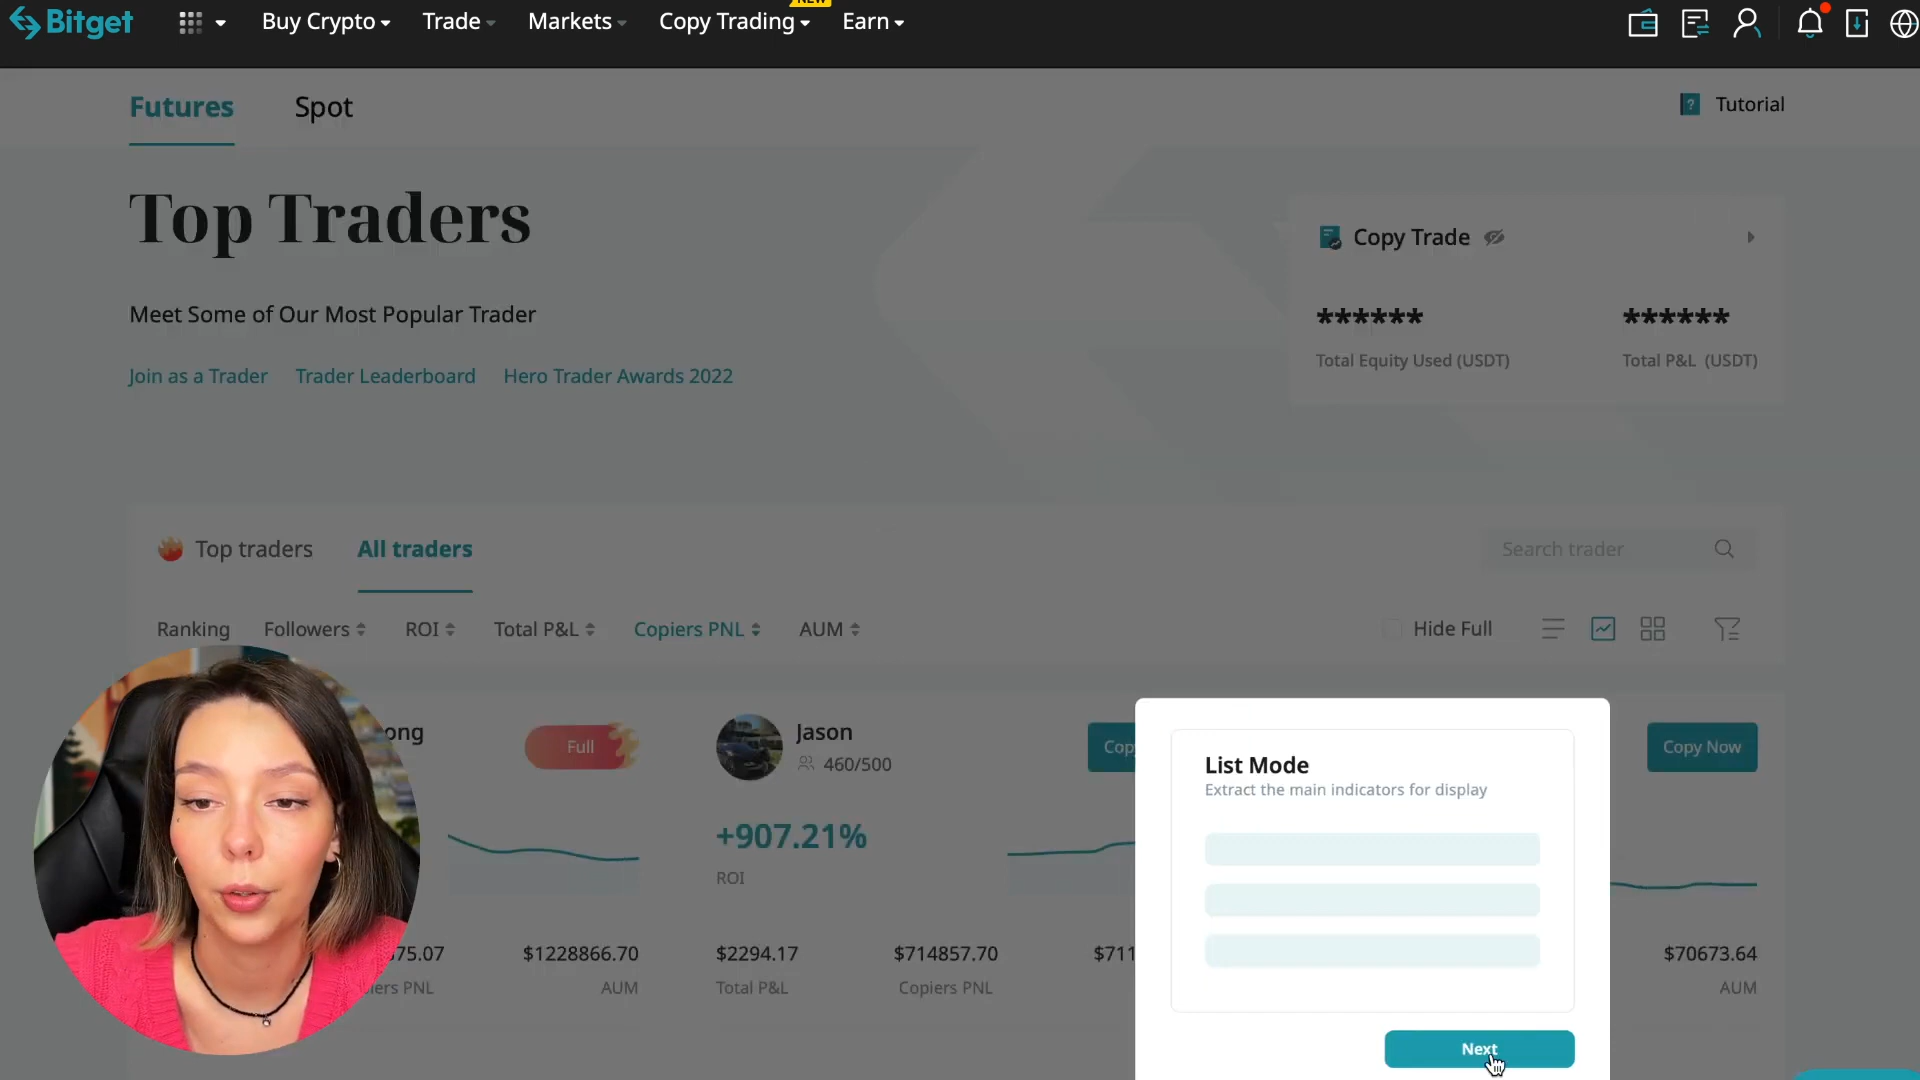 Bitget
Buy Crypto
Trade
Markets
Copy Trading
NEW
Earn
Futures
Spot
Tutorial
Top Traders
Meet Some of Our Most Popular Trader
Join as a Trader
Trader Leaderboard
Hero Trader Awards 2022
Copy Trade
******
******
Total Equity Used (USDT)
Total P&L (USDT)
Top traders
All traders
Search trader
Ranking
Followers
ROI
Total P&L
Copiers PNL
AUM
Hide Full
ong
Full
Jason
460/500
Cop
Copy Now
+907.21%
ROI
75.07
$1228866.70
$2294.17
$714857.70
$711
$70673.64
iers PNL
AUM
Total P&L
Copiers PNL
AUM
List Mode
Extract the main indicators for display
Next